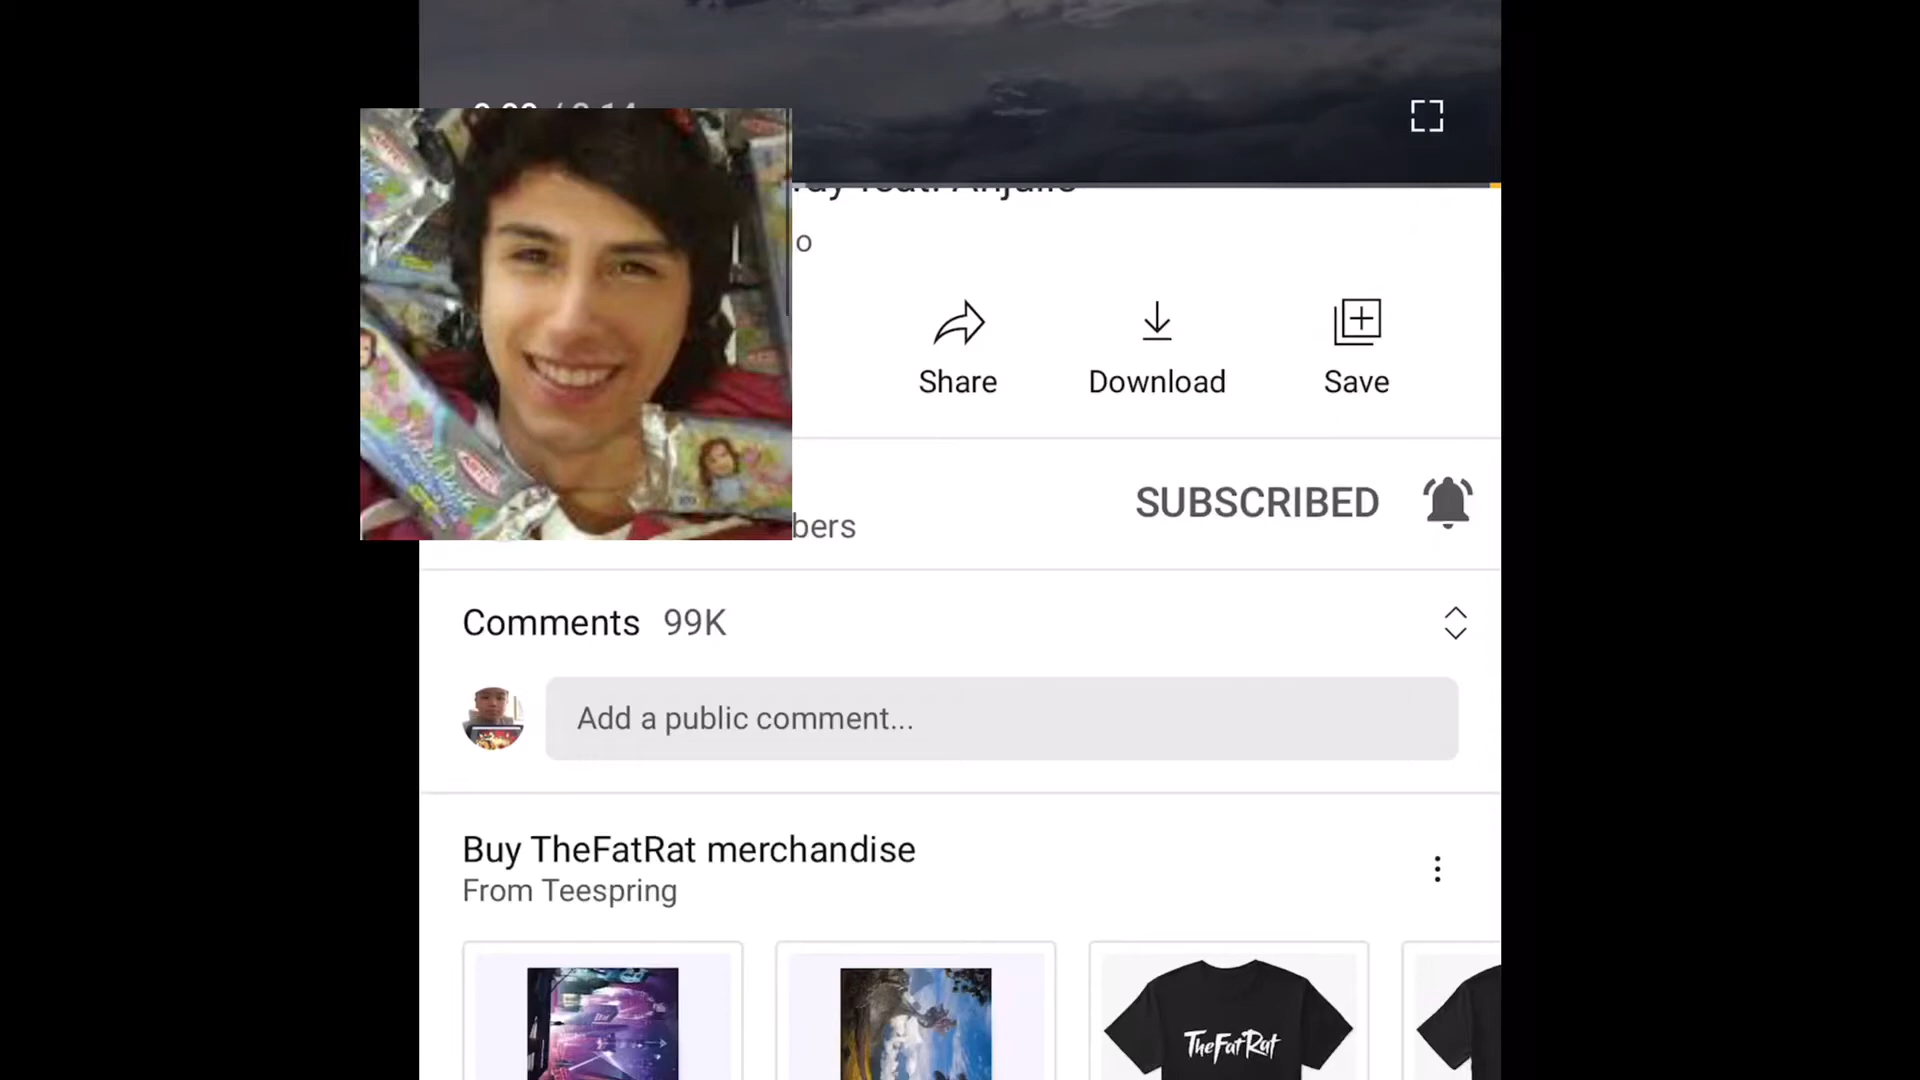 o
Share
Download
Save
bers
SUBSCRIBED
Comments 99K
Add a public comment...
Buy TheFatRat merchandise
From Teespring
TheFatRat